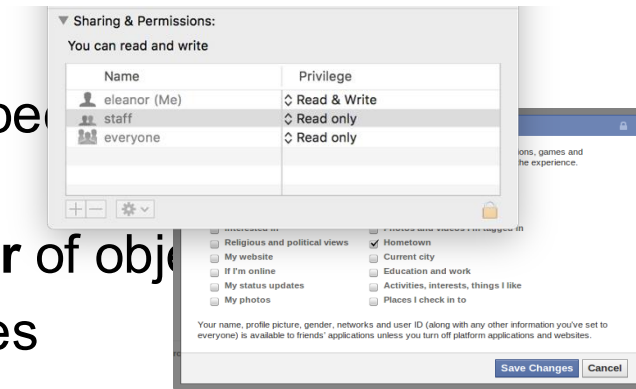 Sharing & Permissions:
You can read and write
Name Privilege
eleanor (Me) Read & Write
staff Read only
everyone Read only
ons, games and
he experience.
Religious and political views Hometown
My website Current city
If I'm online Education and work
My status updates Activities, interests, things I like
My photos Places I check in to
of
es
Your name, profile picture, gender, networks and user ID (along with any other information you've set to
everyone) is available to friends' applications unless you turn off platform applications and websites.
Save Changes Cancel